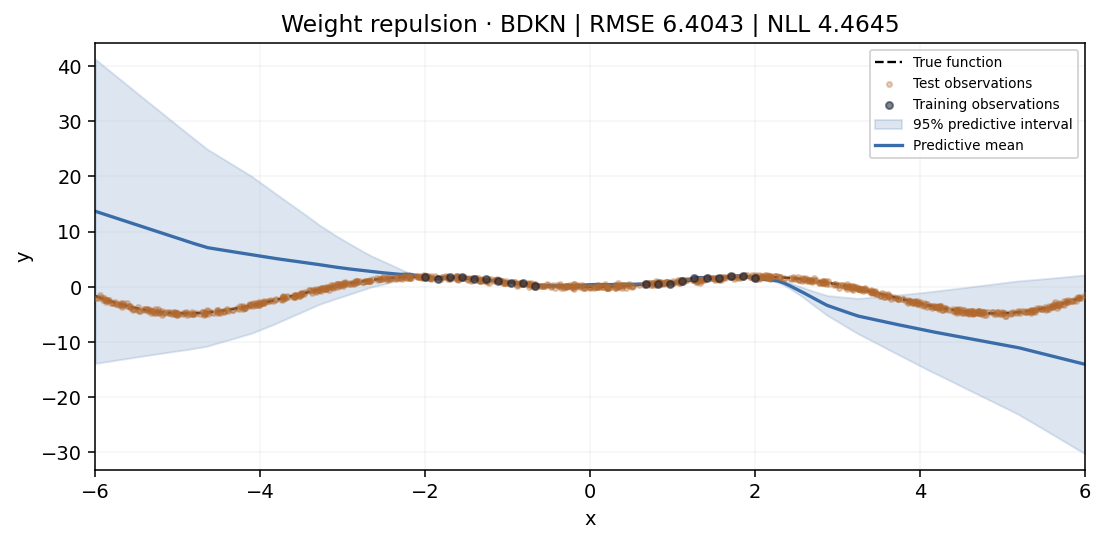 Weight repulsion · BDKN | RMSE 6.4043 | NLL 4.4645
True function
Test observations
Training observations
95% predictive interval
Predictive mean
y
40
30
20
10
0
−10
−20
−30
−6
−4
−2
0
2
4
6
x